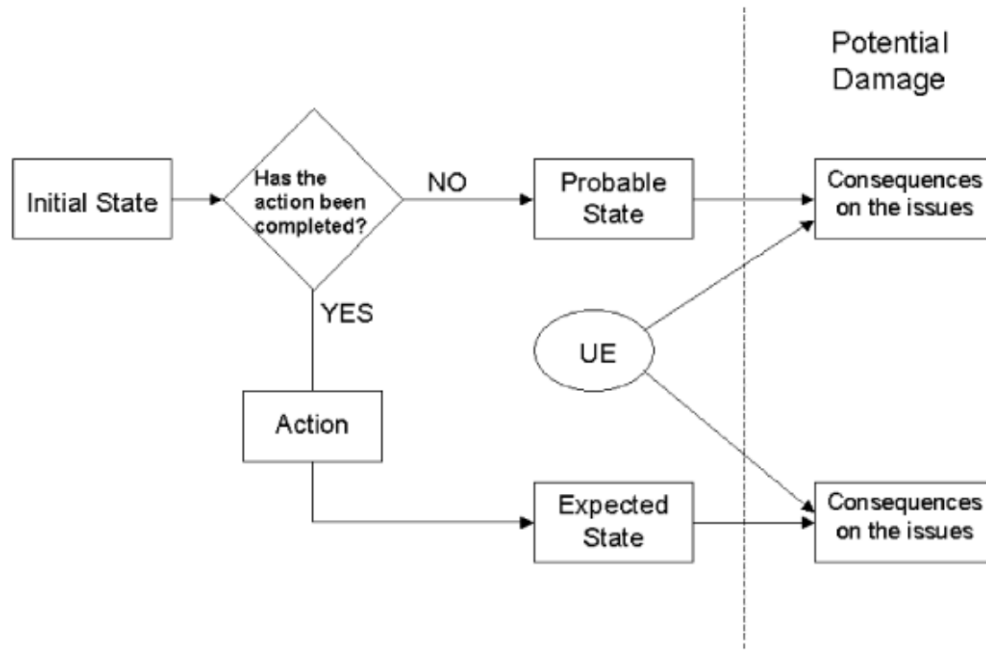 Potential
Damage
Initial State
Has the
action been
completed?
NO
Probable
State
Consequences
on the issues
YES
UE
Action
Expected
State
Consequences
on the issues